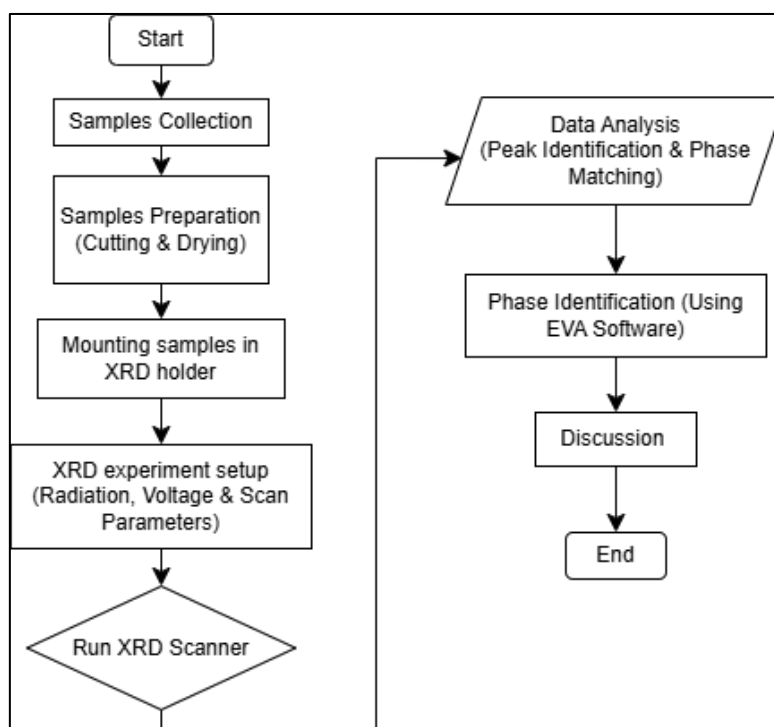 Start
Samples Collection
Samples Preparation
(Cutting & Drying)
Mounting samples in
XRD holder
XRD experiment setup
(Radiation, Voltage & Scan
Parameters)
Run XRD Scanner
Data Analysis
(Peak Identification & Phase
Matching)
Phase Identification (Using
EVA Software)
Discussion
End